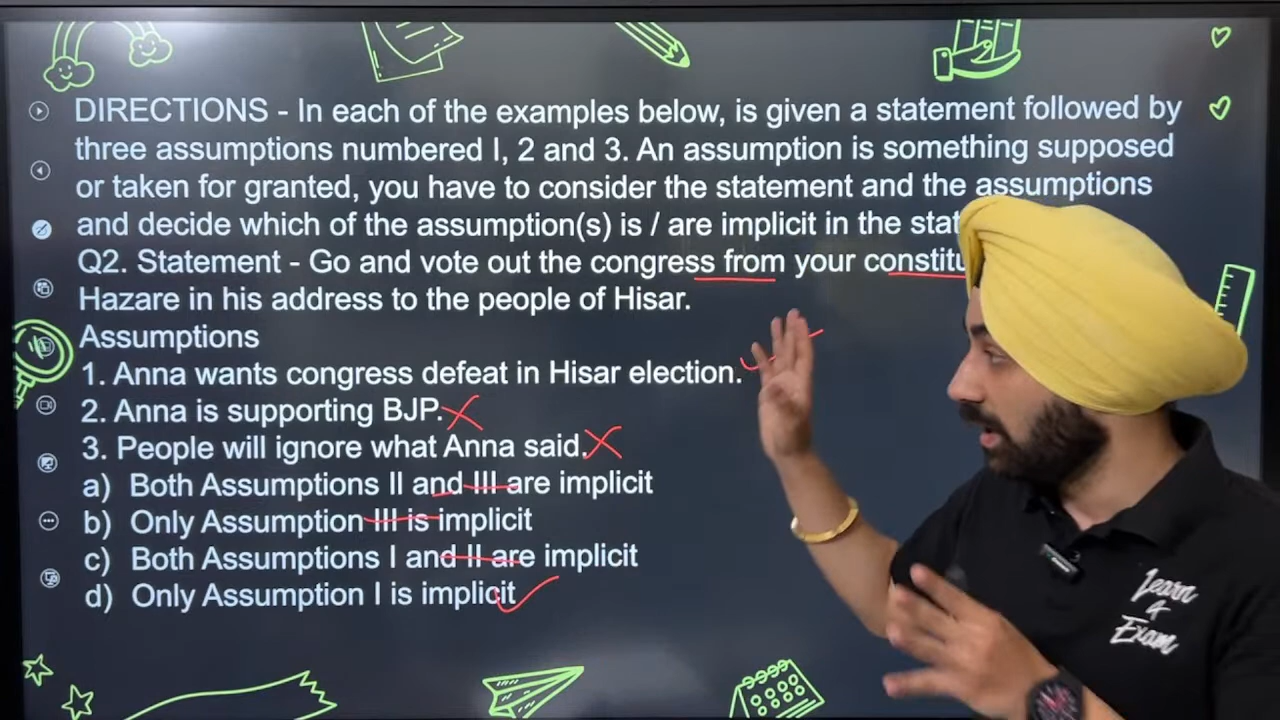 DIRECTIONS - In each of the examples below, is given a statement followed by
three assumptions numbered I, 2 and 3. An assumption is something supposed
or taken for granted, you have to consider the statement and the assumptions
and decide which of the assumption(s) is / are implicit in the stat
Q2. Statement - Go and vote out the congress from your constitu
Hazare in his address to the people of Hisar.
Assumptions
1. Anna wants congress defeat in Hisar election.
2. Anna is supporting BJP.
3. People will ignore what Anna said.
a) Both Assumptions II and III are implicit
b) Only Assumption III is implicit
c) Both Assumptions I and II are implicit
d) Only Assumption I is implicit
Learn
4
Exam